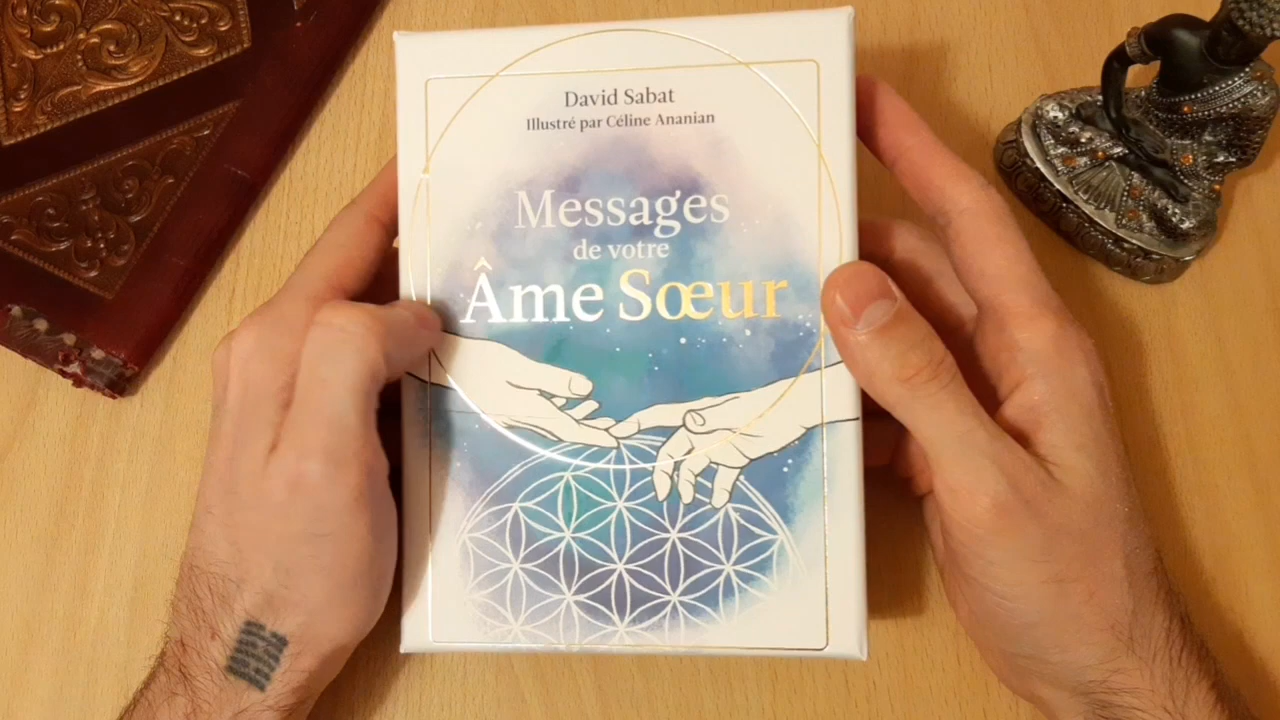 David Sabat
Illustré par Céline Ananian
Messages
de votre
Âme Sœur